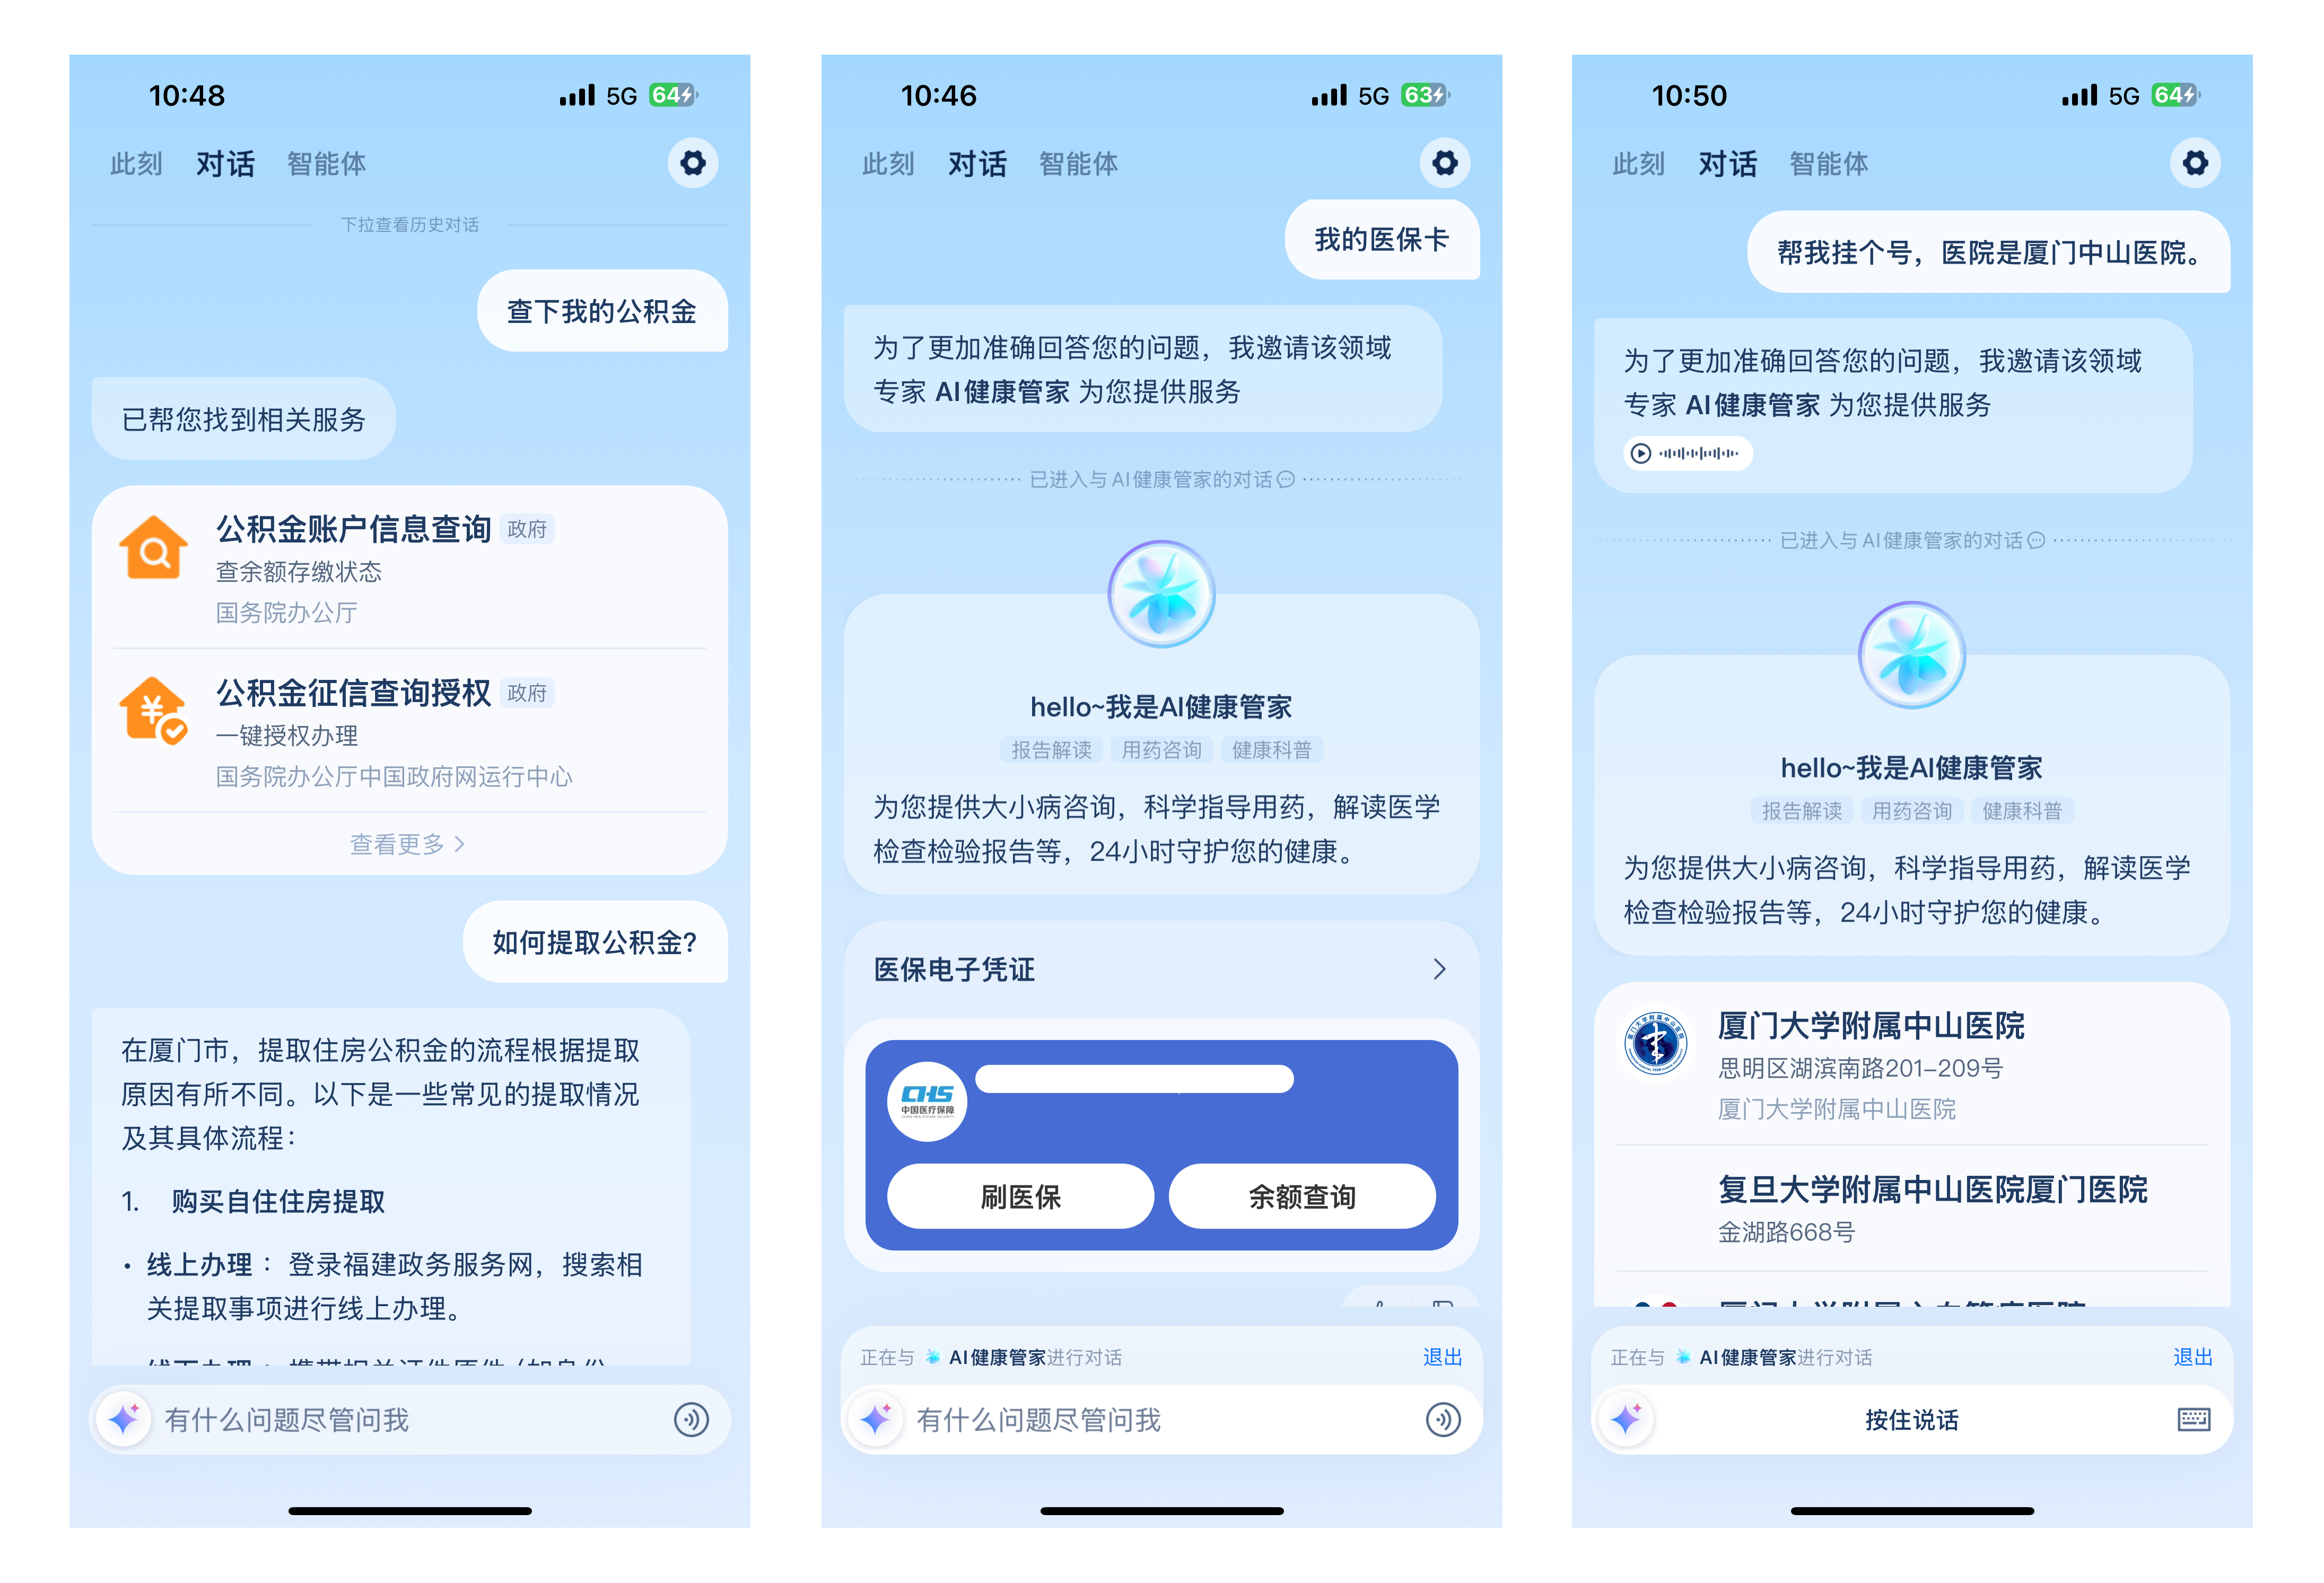 10:48
5G 64
此刻 对话 智能体
下拉查看历史对话
查下我的公积金
已帮您找到相关服务
公积金账户信息查询 政府
查余额存缴状态
国务院办公厅
公积金征信查询授权 政府
一键授权办理
国务院办公厅中国政府网运行中心
查看更多
如何提取公积金?
在厦门市，提取住房公积金的流程根据提取
原因有所不同。以下是一些常见的提取情况
及其具体流程：
1. 购买自住住房提取
• 线上办理 ： 登录福建政务服务网，搜索相
关提取事项进行线上办理。
有什么问题尽管问我
10:46
5G 63
此刻 对话 智能体
我的医保卡
为了更加准确回答您的问题，我邀请该领域
专家 AI健康管家 为您提供服务
已进入与AI健康管家的对话
hello~我是AI健康管家
报告解读 用药咨询 健康科普
为您提供大小病咨询，科学指导用药，解读医学
检查检验报告等，24小时守护您的健康。
医保电子凭证
CHS
中国医疗保障
刷医保 余额查询
正在与 AI健康管家进行对话 退出
有什么问题尽管问我
10:50
5G 64
此刻 对话 智能体
帮我挂个号，医院是厦门中山医院。
为了更加准确回答您的问题，我邀请该领域
专家 AI健康管家 为您提供服务
已进入与AI健康管家的对话
hello~我是AI健康管家
报告解读 用药咨询 健康科普
为您提供大小病咨询，科学指导用药，解读医学
检查检验报告等，24小时守护您的健康。
厦门大学附属中山医院
思明区湖滨南路201-209号
厦门大学附属中山医院
复旦大学附属中山医院厦门医院
金湖路668号
正在与 AI健康管家进行对话 退出
按住说话